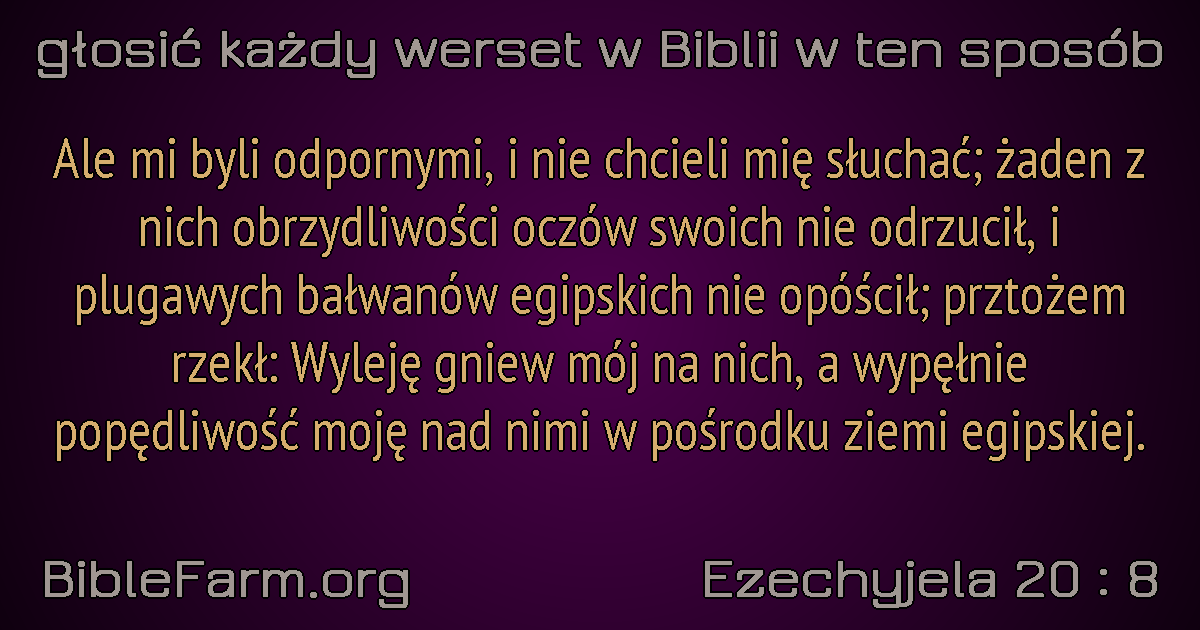 głosić każdy werset w Biblii w ten sposób
Ale mi byli odpornymi, i nie chcieli mię słuchać; żaden z
nich obrzydliwości oczów swoich nie odrzucił, i
plugawych bałwanów egipskich nie opóścił; prztożem
rzekł: Wyleję gniew mój na nich, a wypęłnie
popędliwość moję nad nimi w pośrodku ziemi egipskiej.
BibleFarm.org
Ezechyjela 20 : 8